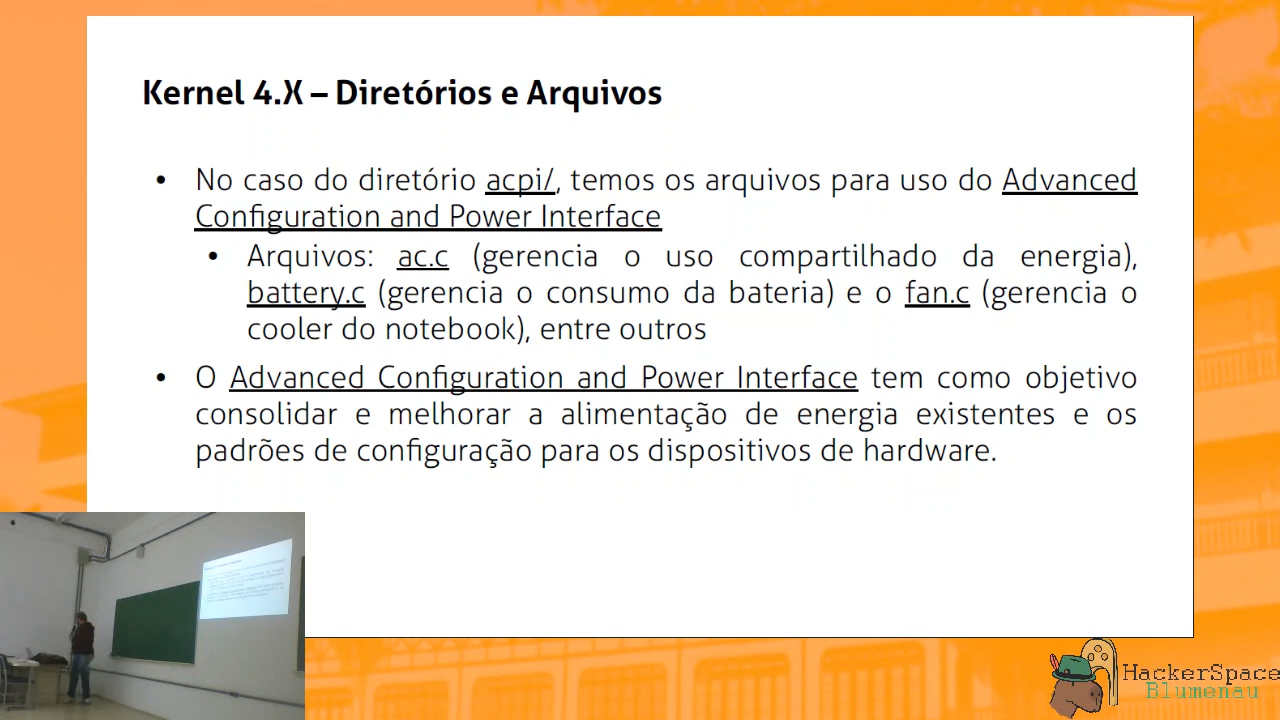 Kernel 4.X – Diretórios e Arquivos
• No caso do diretório acpi/, temos os arquivos para uso do Advanced
Configuration and Power Interface
• Arquivos: ac.c (gerencia o uso compartilhado da energia),
battery.c (gerencia o consumo da bateria) e o fan.c (gerencia o
cooler do notebook), entre outros
• O Advanced Configuration and Power Interface tem como objetivo
consolidar e melhorar a alimentação de energia existentes e os
padrões de configuração para os dispositivos de hardware.
HackerSpace
Blumenau